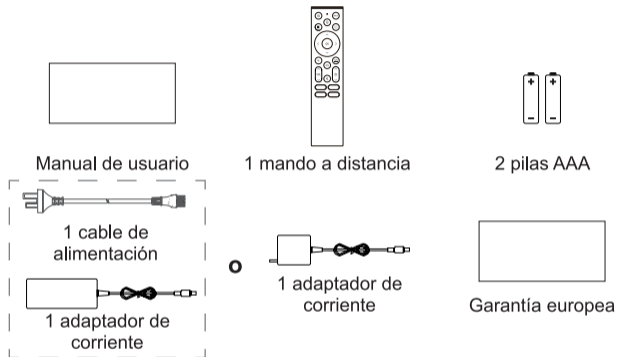 Manual de usuario
1 mando a distancia
2 pilas AAA
1 cable de
alimentación
1 adaptador de
corriente
o
1 adaptador de
corriente
Garantía europea